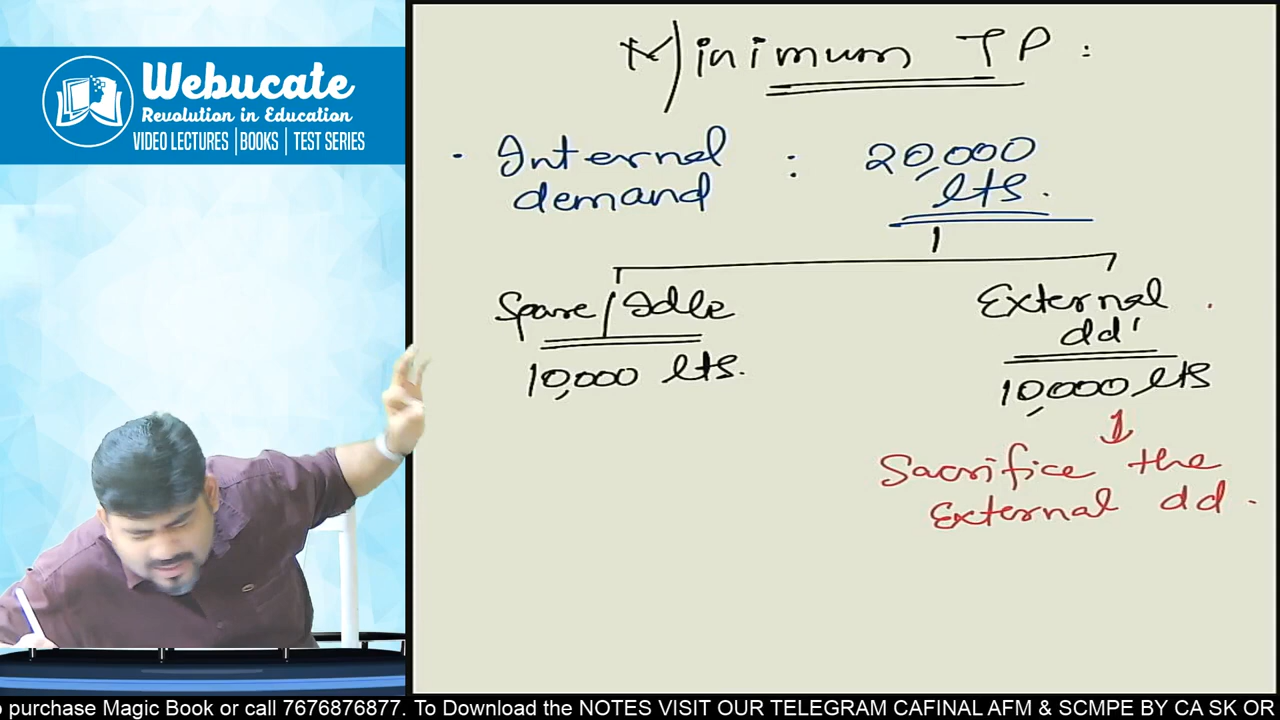 Webucate
Revolution in Education
VIDEO LECTURES | BOOKS | TEST SERIES
Minimum TP :
· Internal demand : 20,000 lts.
Spare/Idle
10,000 lts.
External dd'
10,000 lts
Sacrifice the
External dd.
o purchase Magic Book or call 7676876877. To Download the NOTES VISIT OUR TELEGRAM CAFINAL AFM & SCMPE BY CA SK OR